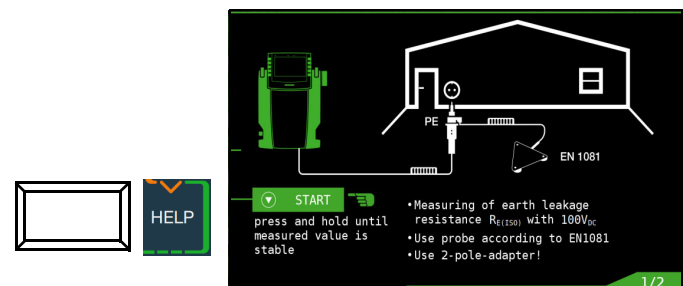 HELP
PE
EN 1081
START
press and hold until
measured value is
stable
•Measuring of earth leakage
resistance RE(ISO) with 100VDC
•Use probe according to EN1081
•Use 2-pole-adapter!
1/2